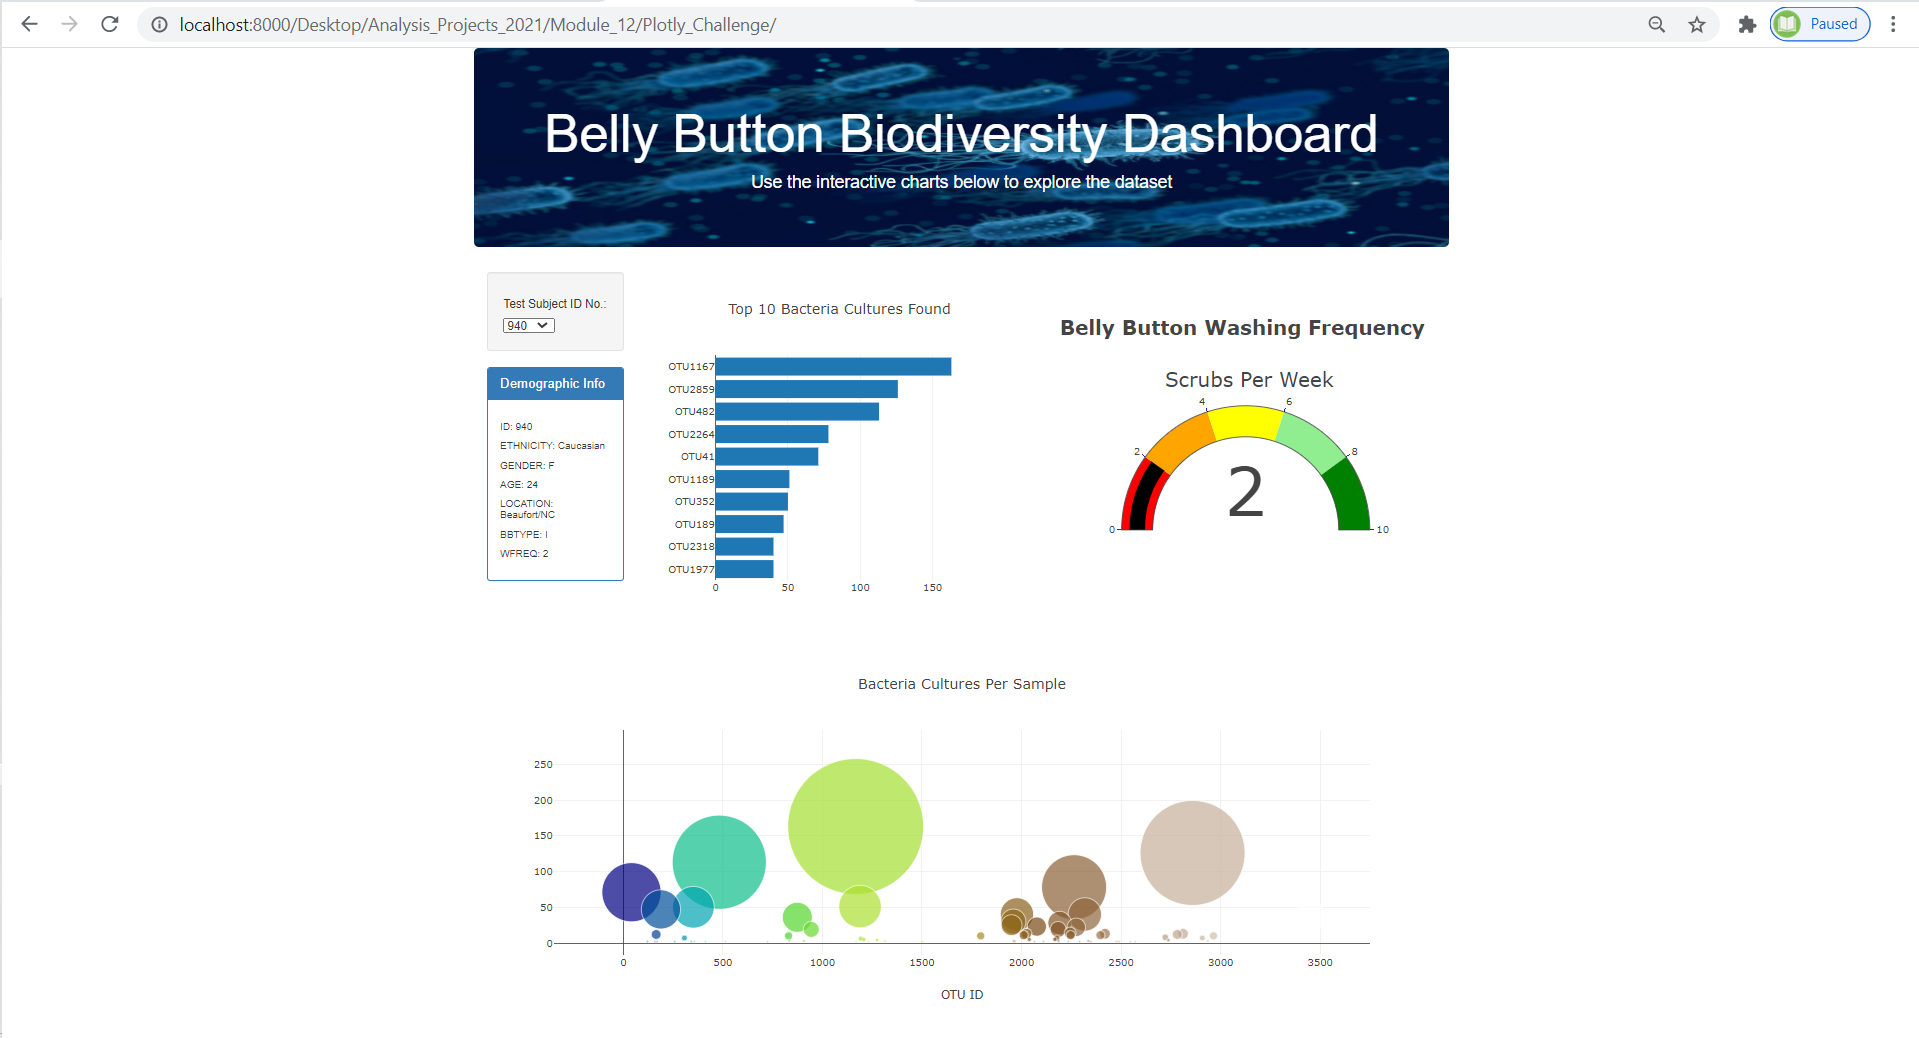 localhost:8000/Desktop/Analysis_Projects_2021/Module_12/Plotly_Challenge/
Paused
Belly Button Biodiversity Dashboard
Use the interactive charts below to explore the dataset
Test Subject ID No.:
940
Demographic Info
ID: 940
ETHNICITY: Caucasian
GENDER: F
AGE: 24
LOCATION:
Beaufort/NC
BBTYPE: I
WFREQ: 2
Top 10 Bacteria Cultures Found
OTU1167
OTU2859
OTU482
OTU2264
OTU41
OTU1189
OTU352
OTU189
OTU2318
OTU1977
0 50 100 150
Belly Button Washing Frequency
Scrubs Per Week
4 6
2 8
2
0 10
Bacteria Cultures Per Sample
250
200
150
100
50
0
0 500 1000 1500 2000 2500 3000 3500
OTU ID